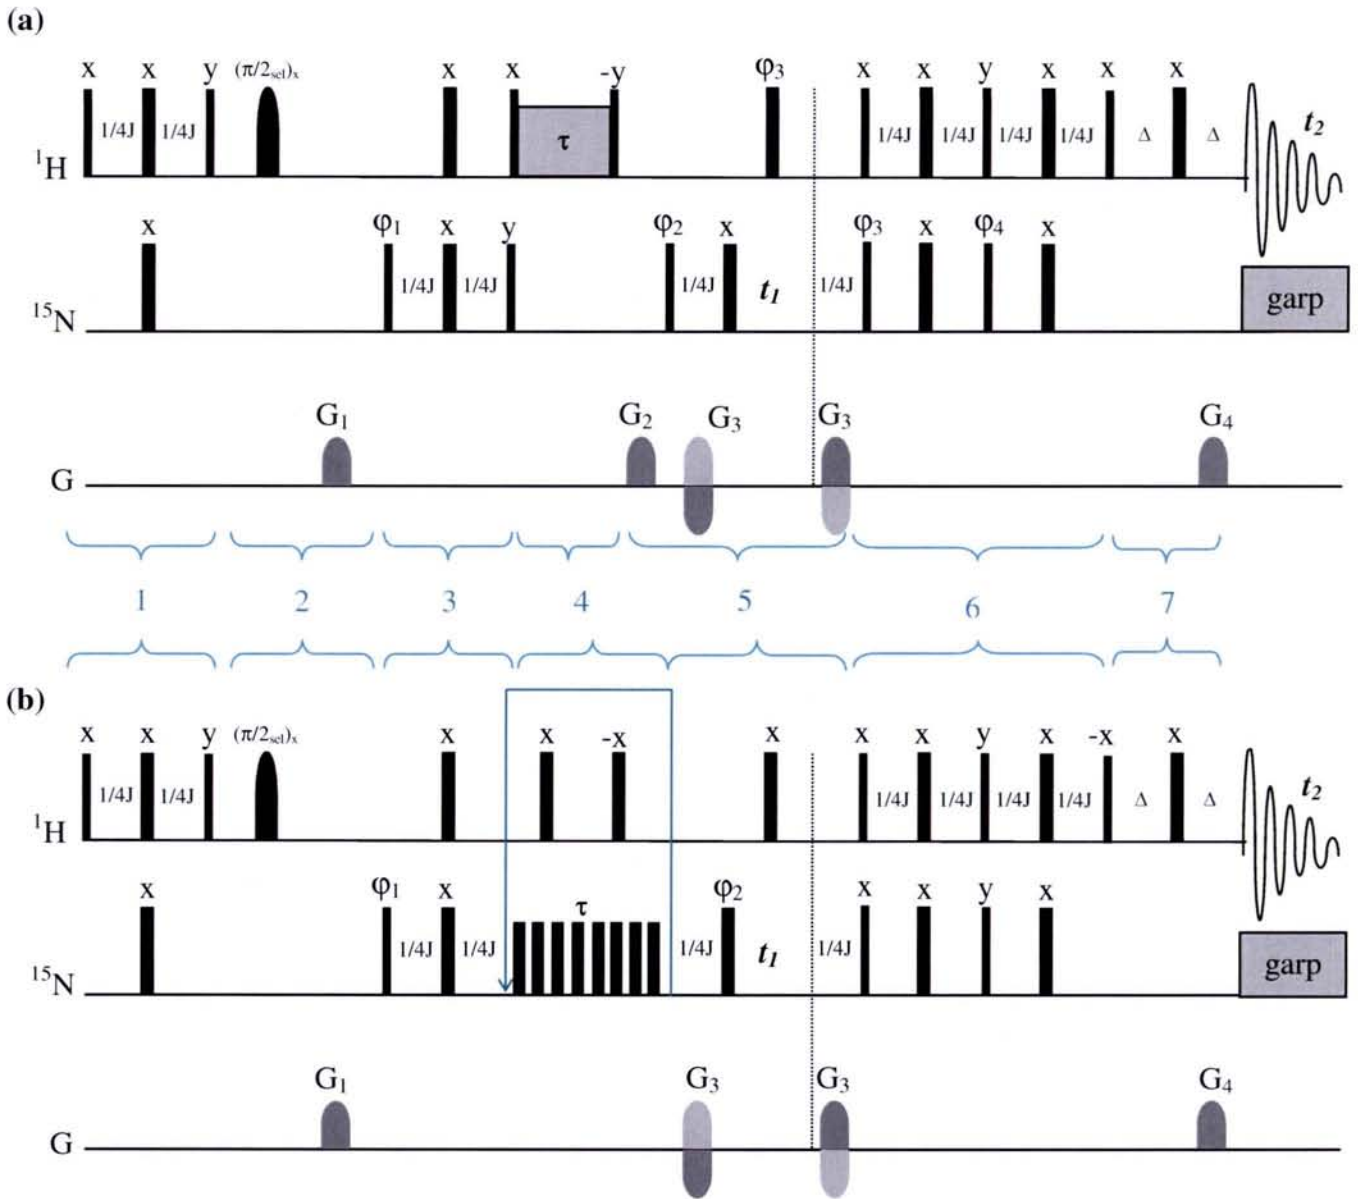 (a)
x x y (π/2sel)x x x -y φ3 x x y x x x
1/4J 1/4J τ 1/4J 1/4J 1/4J 1/4J Δ Δ t2
1H
x φ1 x y φ2 x φ3 x φ4 x
1/4J 1/4J 1/4J t1 1/4J
15N garp
G1 G2 G3 G3 G4
G
1 2 3 4 5 6 7
(b)
x x y (π/2sel)x x x -x x x x y x -x x
1/4J 1/4J 1/4J 1/4J 1/4J 1/4J Δ Δ t2
1H
x φ1 x τ φ2 x x y x
1/4J 1/4J 1/4J t1 1/4J
15N garp
G1 G3 G3 G4
G